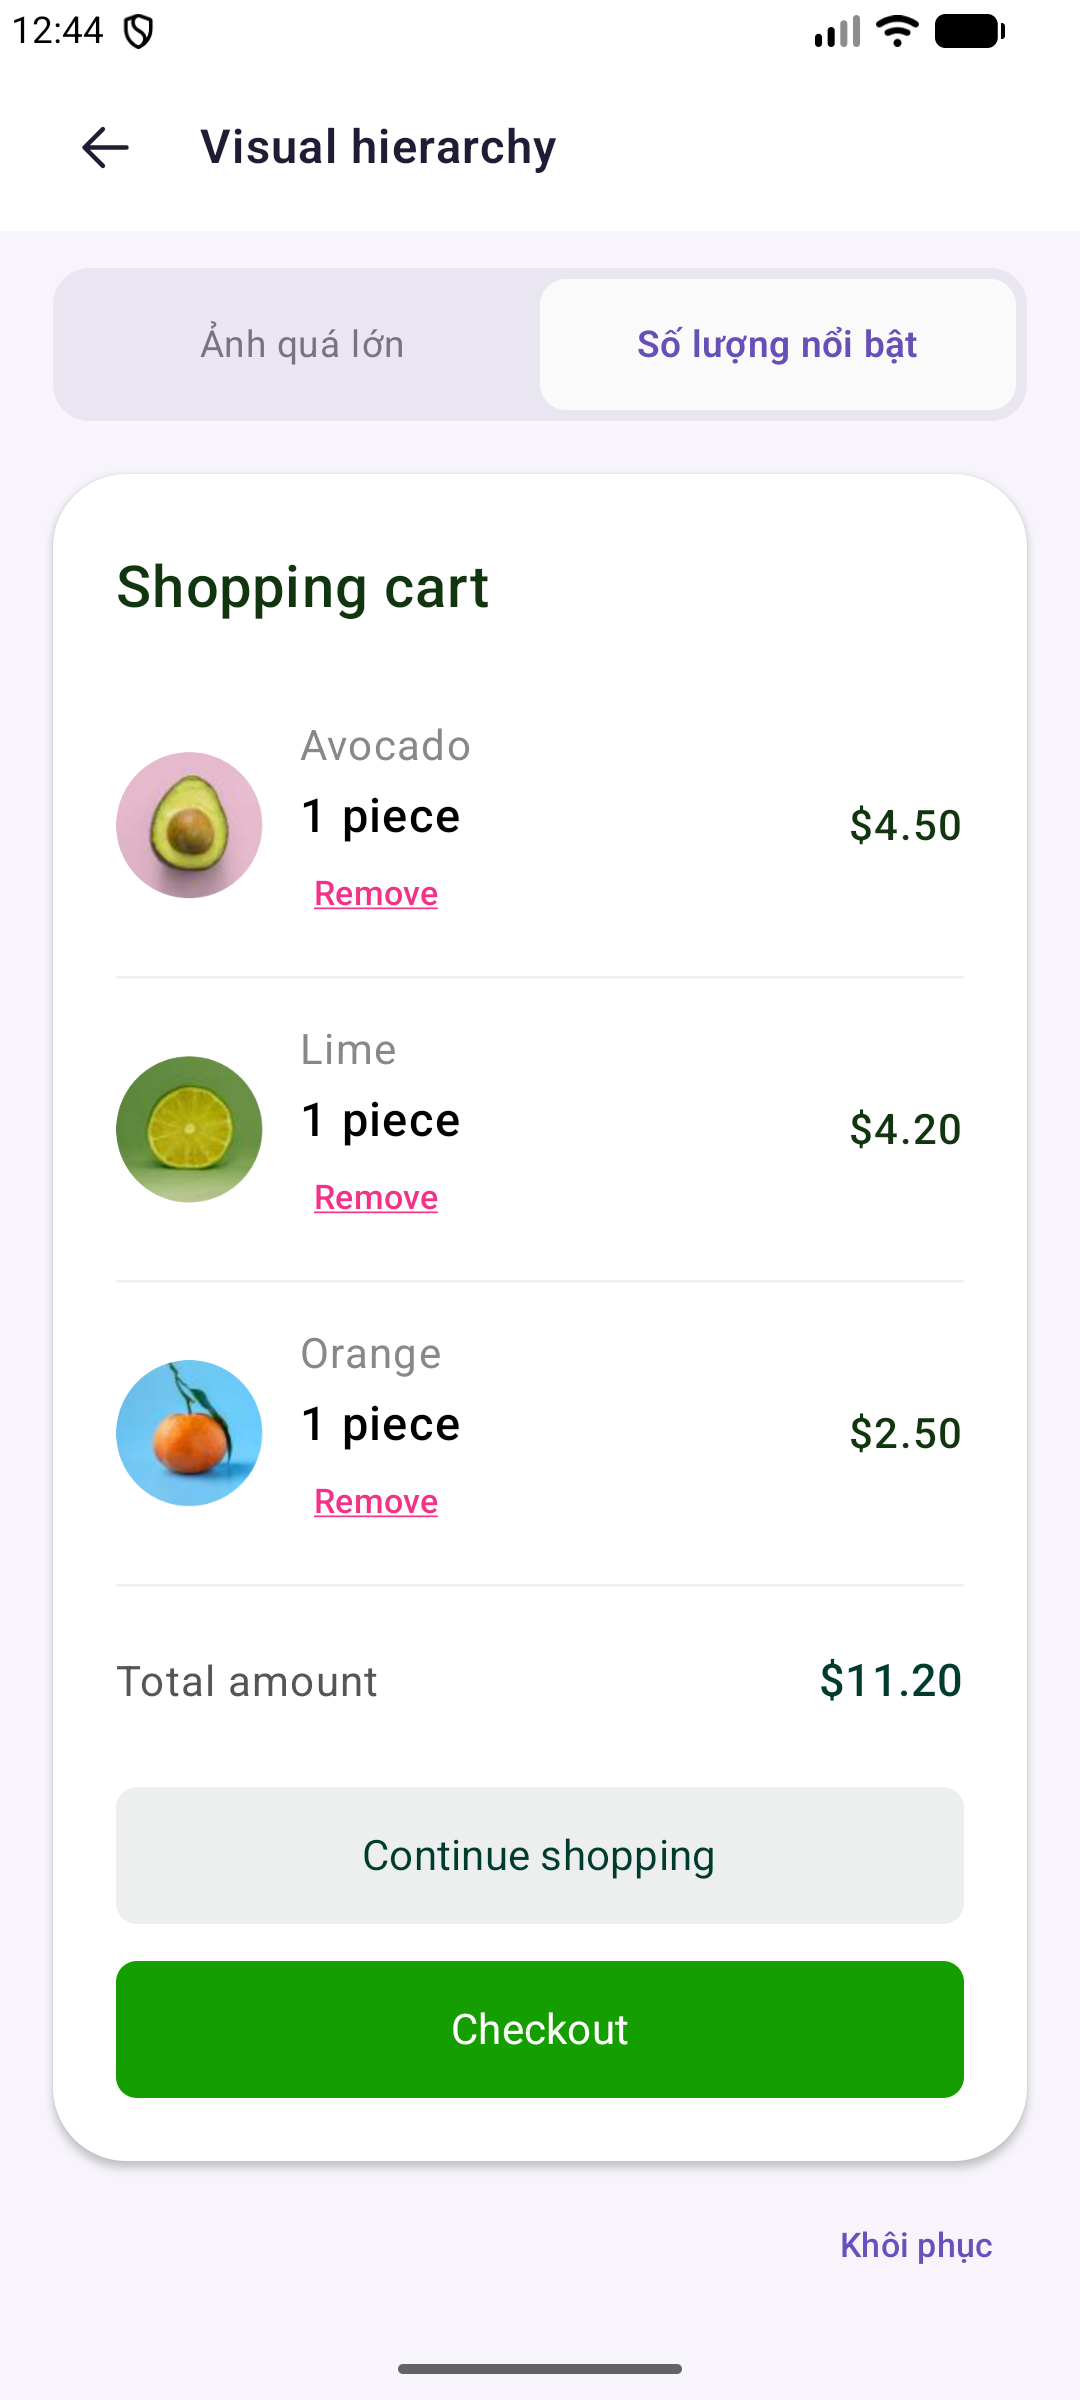 12:44
Visual hierarchy
Ảnh quá lớn
Số lượng nổi bật
Shopping cart
Avocado
1 piece
$4.50
Remove
Lime
1 piece
$4.20
Remove
Orange
1 piece
$2.50
Remove
Total amount
$11.20
Continue shopping
Checkout
Khôi phục